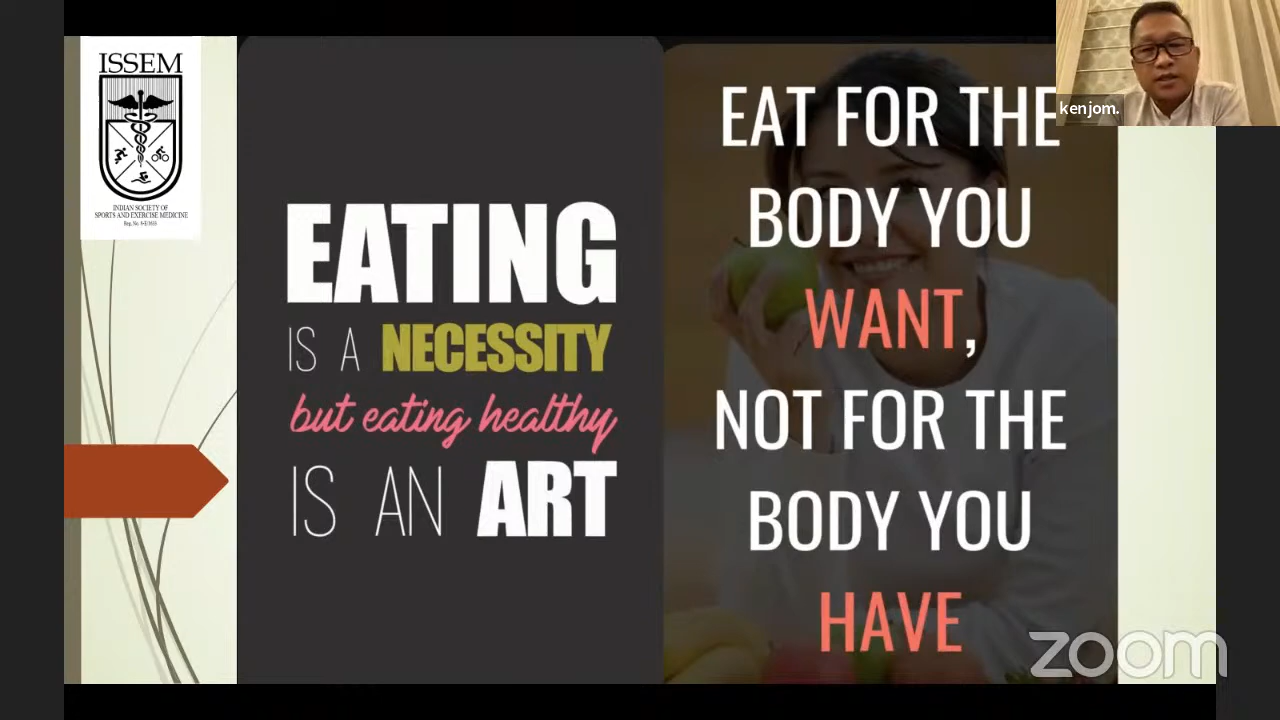 ISSEM
INDIAN SOCIETY OF
SPORTS AND EXERCISE MEDICINE
EATING
IS A NECESSITY
but eating healthy
IS AN ART
EAT FOR THE
BODY YOU
WANT,
NOT FOR THE
BODY YOU
HAVE
kenjom.
zoom